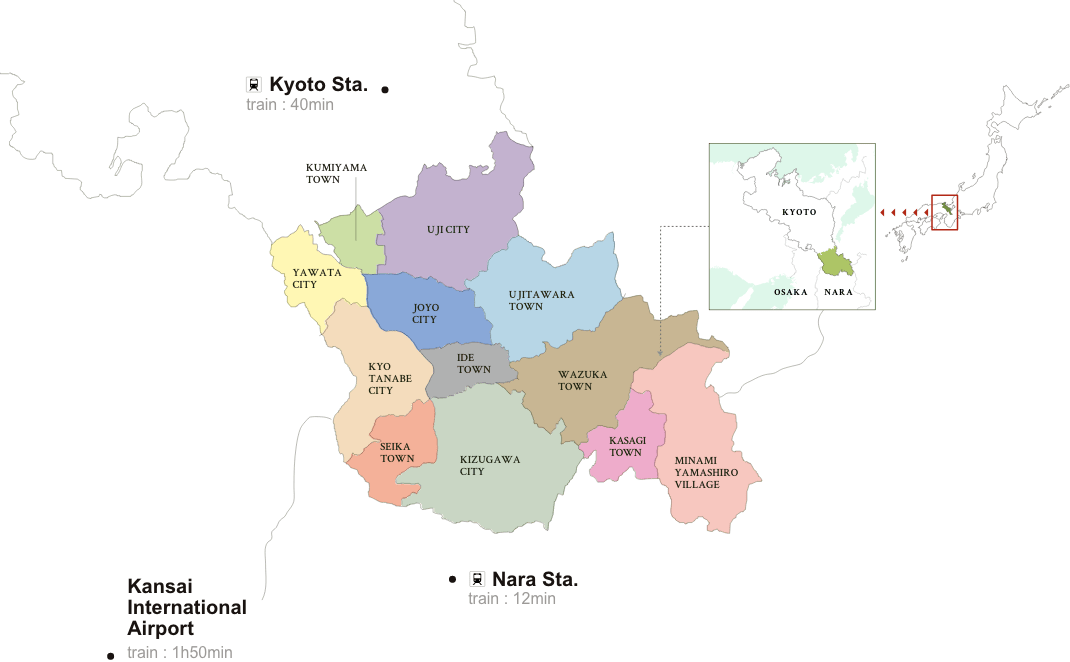 Kyoto Sta.
train : 40min
KUMIYAMA
TOWN
UJI CITY
YAWATA
CITY
JOYO
CITY
UJITAWARA
TOWN
KYOTO
OSAKA
NARA
IDE
TOWN
KYO
TANABE
CITY
WAZUKA
TOWN
SEIKA
TOWN
KIZUGAWA
CITY
KASAGI
TOWN
MINAMI
YAMASHIRO
VILLAGE
Nara Sta.
train : 12min
Kansai
International
Airport
train : 1h50min